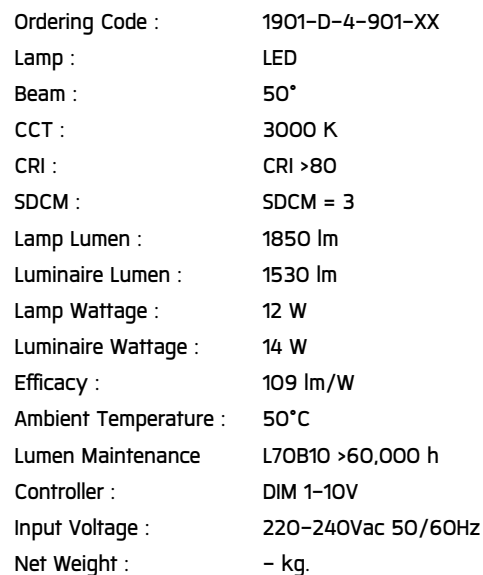 Ordering Code : 1901-D-4-901-XX
Lamp : LED
Beam : 50°
CCT : 3000 K
CRI : CRI >80
SDCM : SDCM = 3
Lamp Lumen : 1850 lm
Luminaire Lumen : 1530 lm
Lamp Wattage : 12 W
Luminaire Wattage : 14 W
Efficacy : 109 lm/W
Ambient Temperature : 50°C
Lumen Maintenance L70B10 >60,000 h
Controller : DIM 1-10V
Input Voltage : 220-240Vac 50/60Hz
Net Weight : - kg.